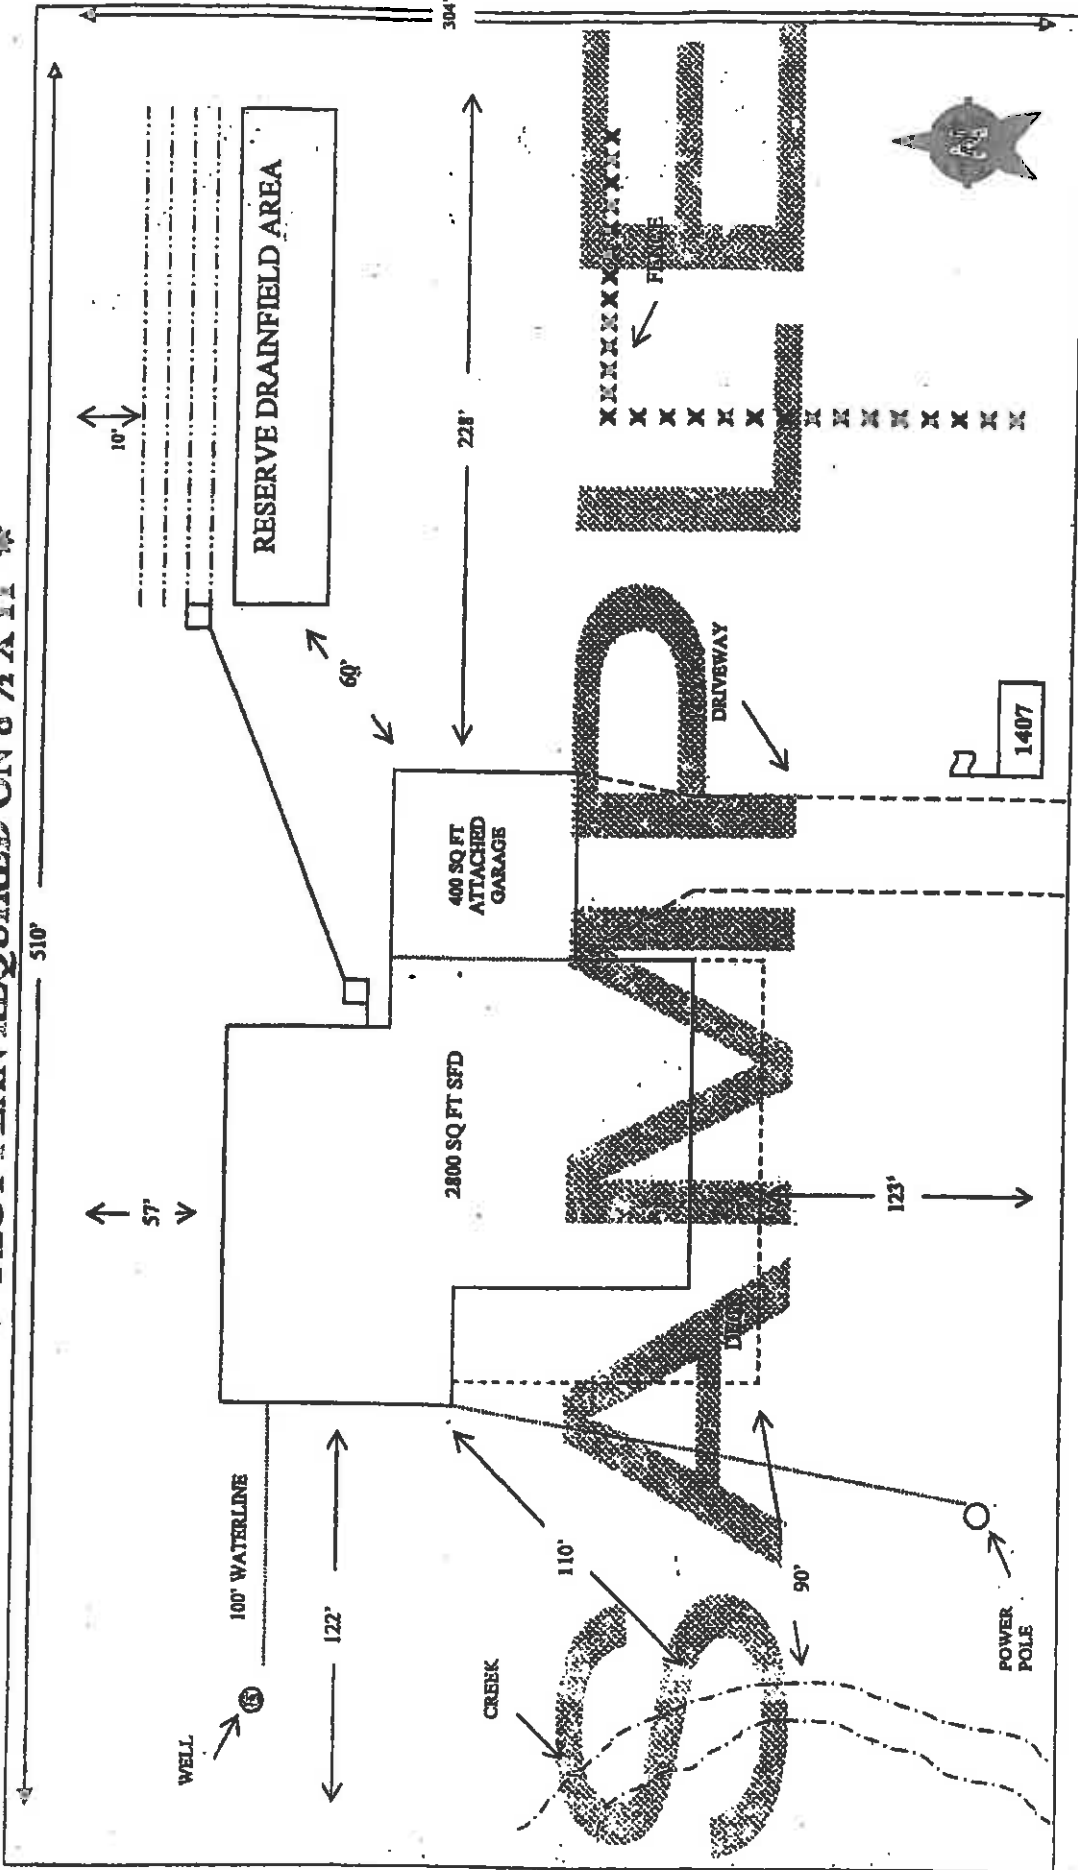 510'
304'
10'
RESERVE DRAINFIELD AREA
57'
60'
228'
100' WATERLINE
WELL
122'
2800 SQ FT SFD
400 SQ FT
ATTACHED
GARAGE
CREEK
110'
90'
DECK
123'
DRIVEWAY
FENCE
1407
POWER
POLE
N
SAMPLE